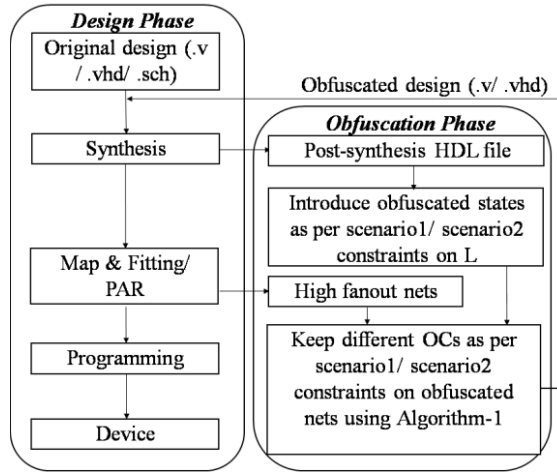 Design Phase
Original design (.v
/ .vhd/ .sch)
Obfuscated design (.v/ .vhd)
Obfuscation Phase
Synthesis
Post-synthesis HDL file
Introduce obfuscated states
as per scenario1/ scenario2
constraints on L
Map & Fitting/
PAR
High fanout nets
Keep different OCs as per
scenario1/ scenario2
constraints on obfuscated
nets using Algorithm-1
Programming
Device